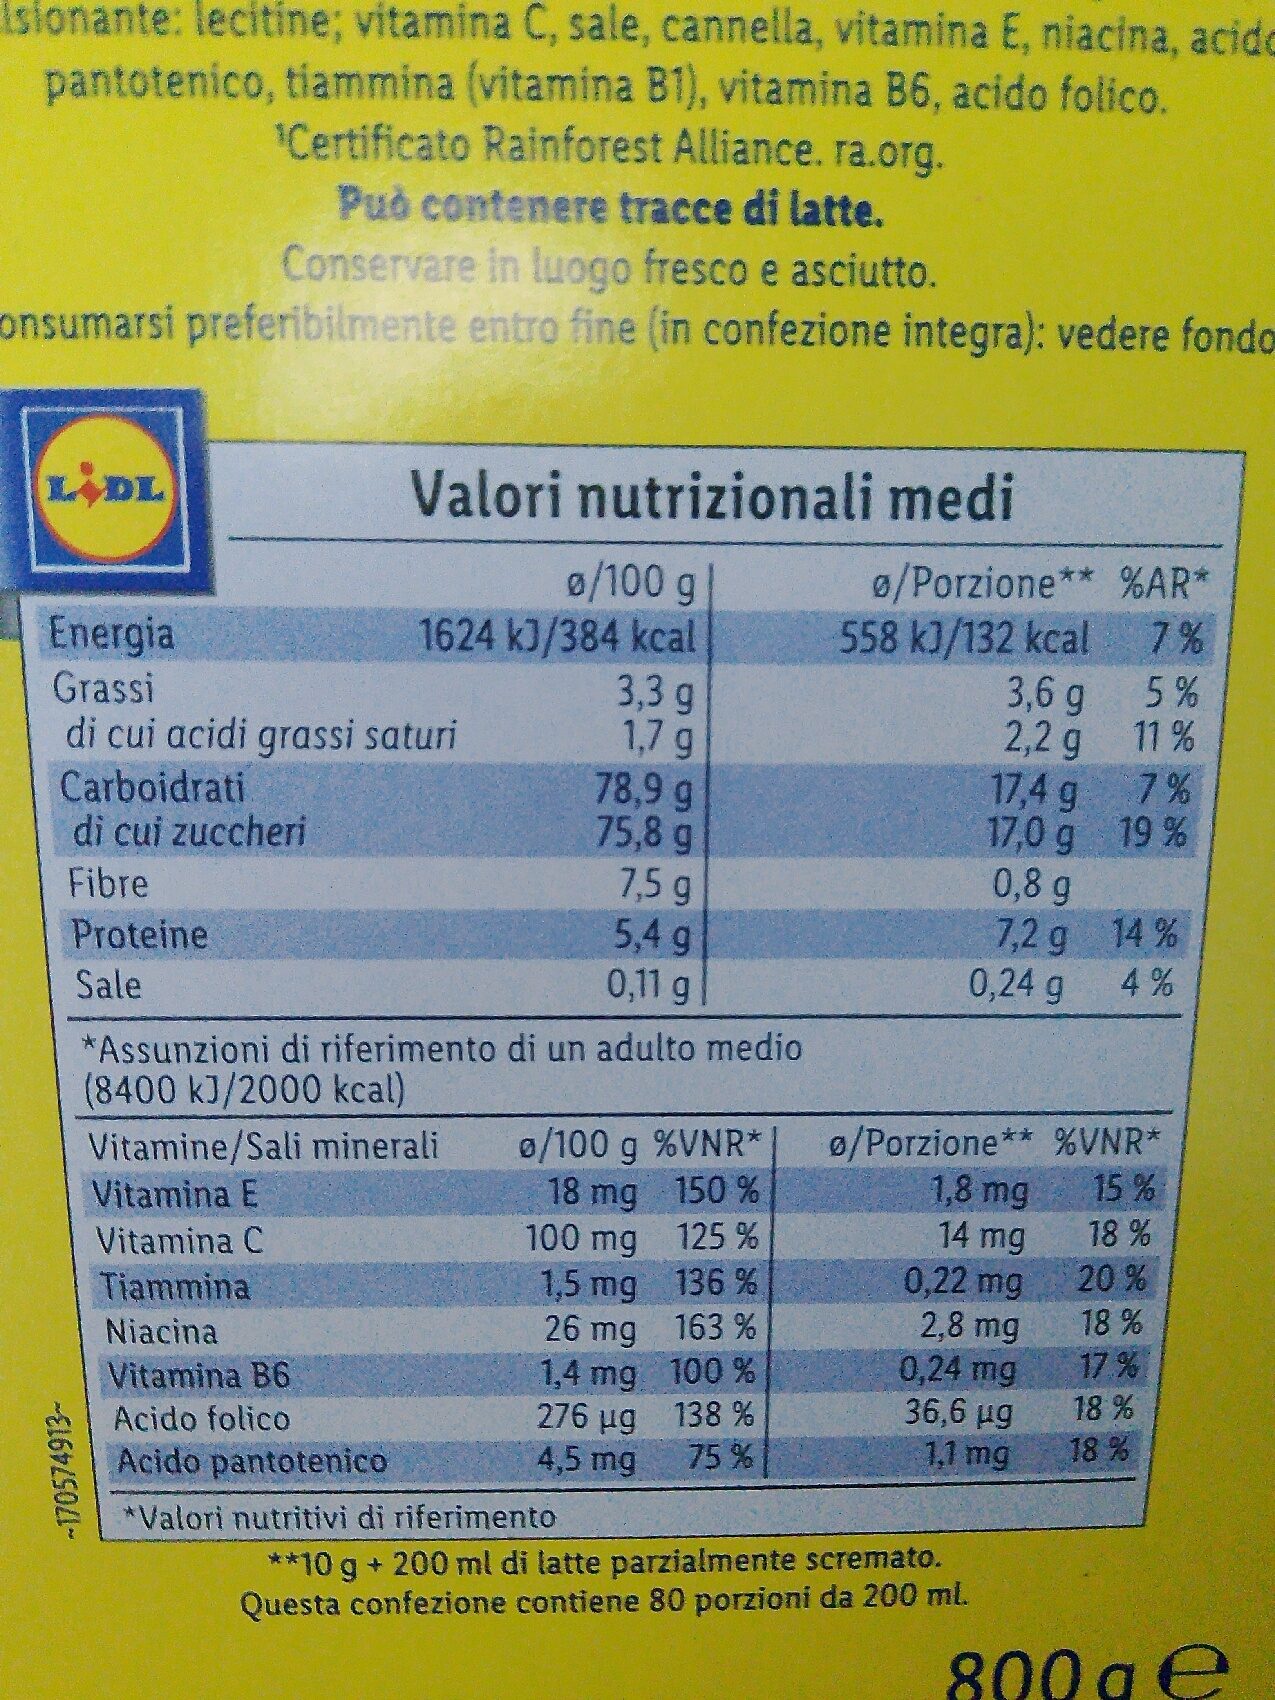 lsionante: lecitine; vitamina C, sale, cannella, vitamina E, niacina, acido
pantotenico, tiammina (vitamina B1), vitamina B6, acido folico.
¹Certificato Rainforest Alliance. ra.org.
Può contenere tracce di latte.
Conservare in luogo fresco e asciutto.
onsumarsi preferibilmente entro fine (in confezione integra): vedere fondo
LIDL
Valori nutrizionali medi
ø/100 g ø/Porzione** %AR*
Energia 1624 kJ/384 kcal 558 kJ/132 kcal 7 %
Grassi 3,3 g 3,6 g 5 %
di cui acidi grassi saturi 1,7 g 2,2 g 11 %
Carboidrati 78,9 g 17,4 g 7 %
di cui zuccheri 75,8 g 17,0 g 19 %
Fibre 7,5 g 0,8 g
Proteine 5,4 g 7,2 g 14 %
Sale 0,11 g 0,24 g 4 %
*Assunzioni di riferimento di un adulto medio
(8400 kJ/2000 kcal)
Vitamine/Sali minerali ø/100 g %VNR* ø/Porzione** %VNR*
Vitamina E 18 mg 150 % 1,8 mg 15 %
Vitamina C 100 mg 125 % 14 mg 18 %
Tiammina 1,5 mg 136 % 0,22 mg 20 %
Niacina 26 mg 163 % 2,8 mg 18 %
Vitamina B6 1,4 mg 100 % 0,24 mg 17 %
Acido folico 276 µg 138 % 36,6 µg 18 %
Acido pantotenico 4,5 mg 75 % 1,1 mg 18 %
*Valori nutritivi di riferimento
~170574913~
**10 g + 200 ml di latte parzialmente scremato.
Questa confezione contiene 80 porzioni da 200 ml.
800 g e